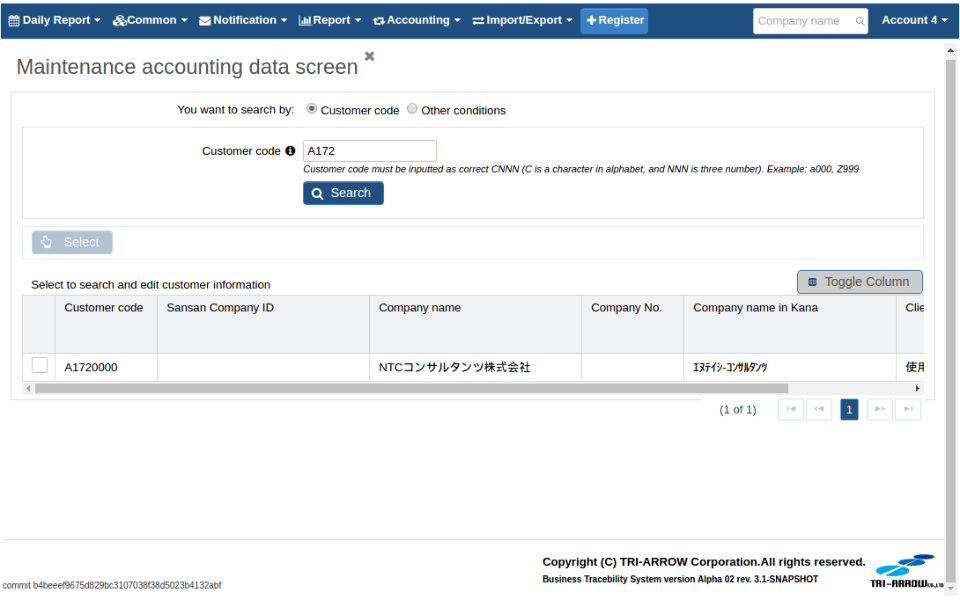 Daily Report Common Notification Report Accounting Import/Export Register Company name Account 4
Maintenance accounting data screen
You want to search by: Customer code Other conditions
Customer code A172
Customer code must be inputted as correct CNNN (C is a character in alphabet, and NNN is three number). Example: a000, Z999
Search
Select
Select to search and edit customer information Toggle Column
Customer code Sansan Company ID Company name Company No. Company name in Kana Clie
A1720000 NTCコンサルタンツ株式会社 エヌテイシ-コンサルタンツ 使用
(1 of 1) 1
Copyright (C) TRI-ARROW Corporation.All rights reserved.
Business Tracebility System version Alpha 02 rev. 3.1-SNAPSHOT
TRI-ARROW CO.,LTD
commit b4beeef9675d829bc3107038f38d5023b4132abf